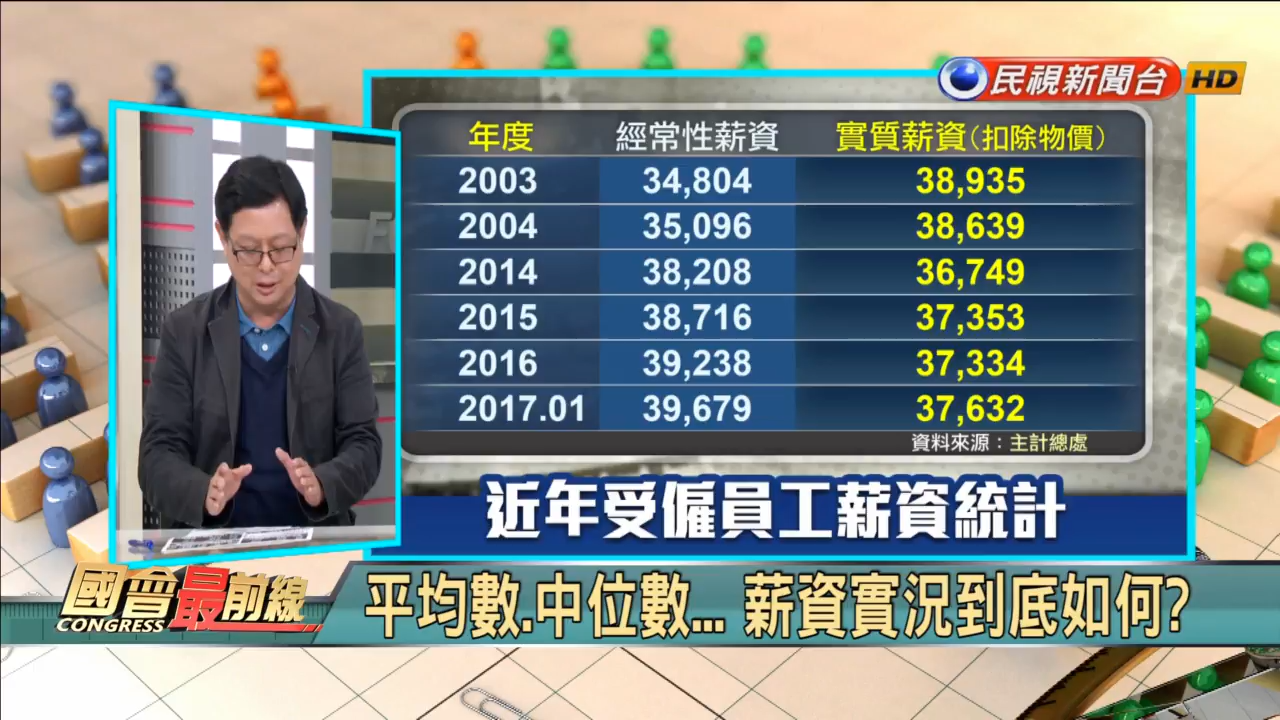 民視新聞台 HD
年度 經常性薪資 實質薪資(扣除物價)
2003 34,804 38,935
2004 35,096 38,639
2014 38,208 36,749
2015 38,716 37,353
2016 39,238 37,334
2017.01 39,679 37,632
資料來源：主計總處
近年受僱員工薪資統計
國會最前線
CONGRESS
平均數.中位數... 薪資實況到底如何?